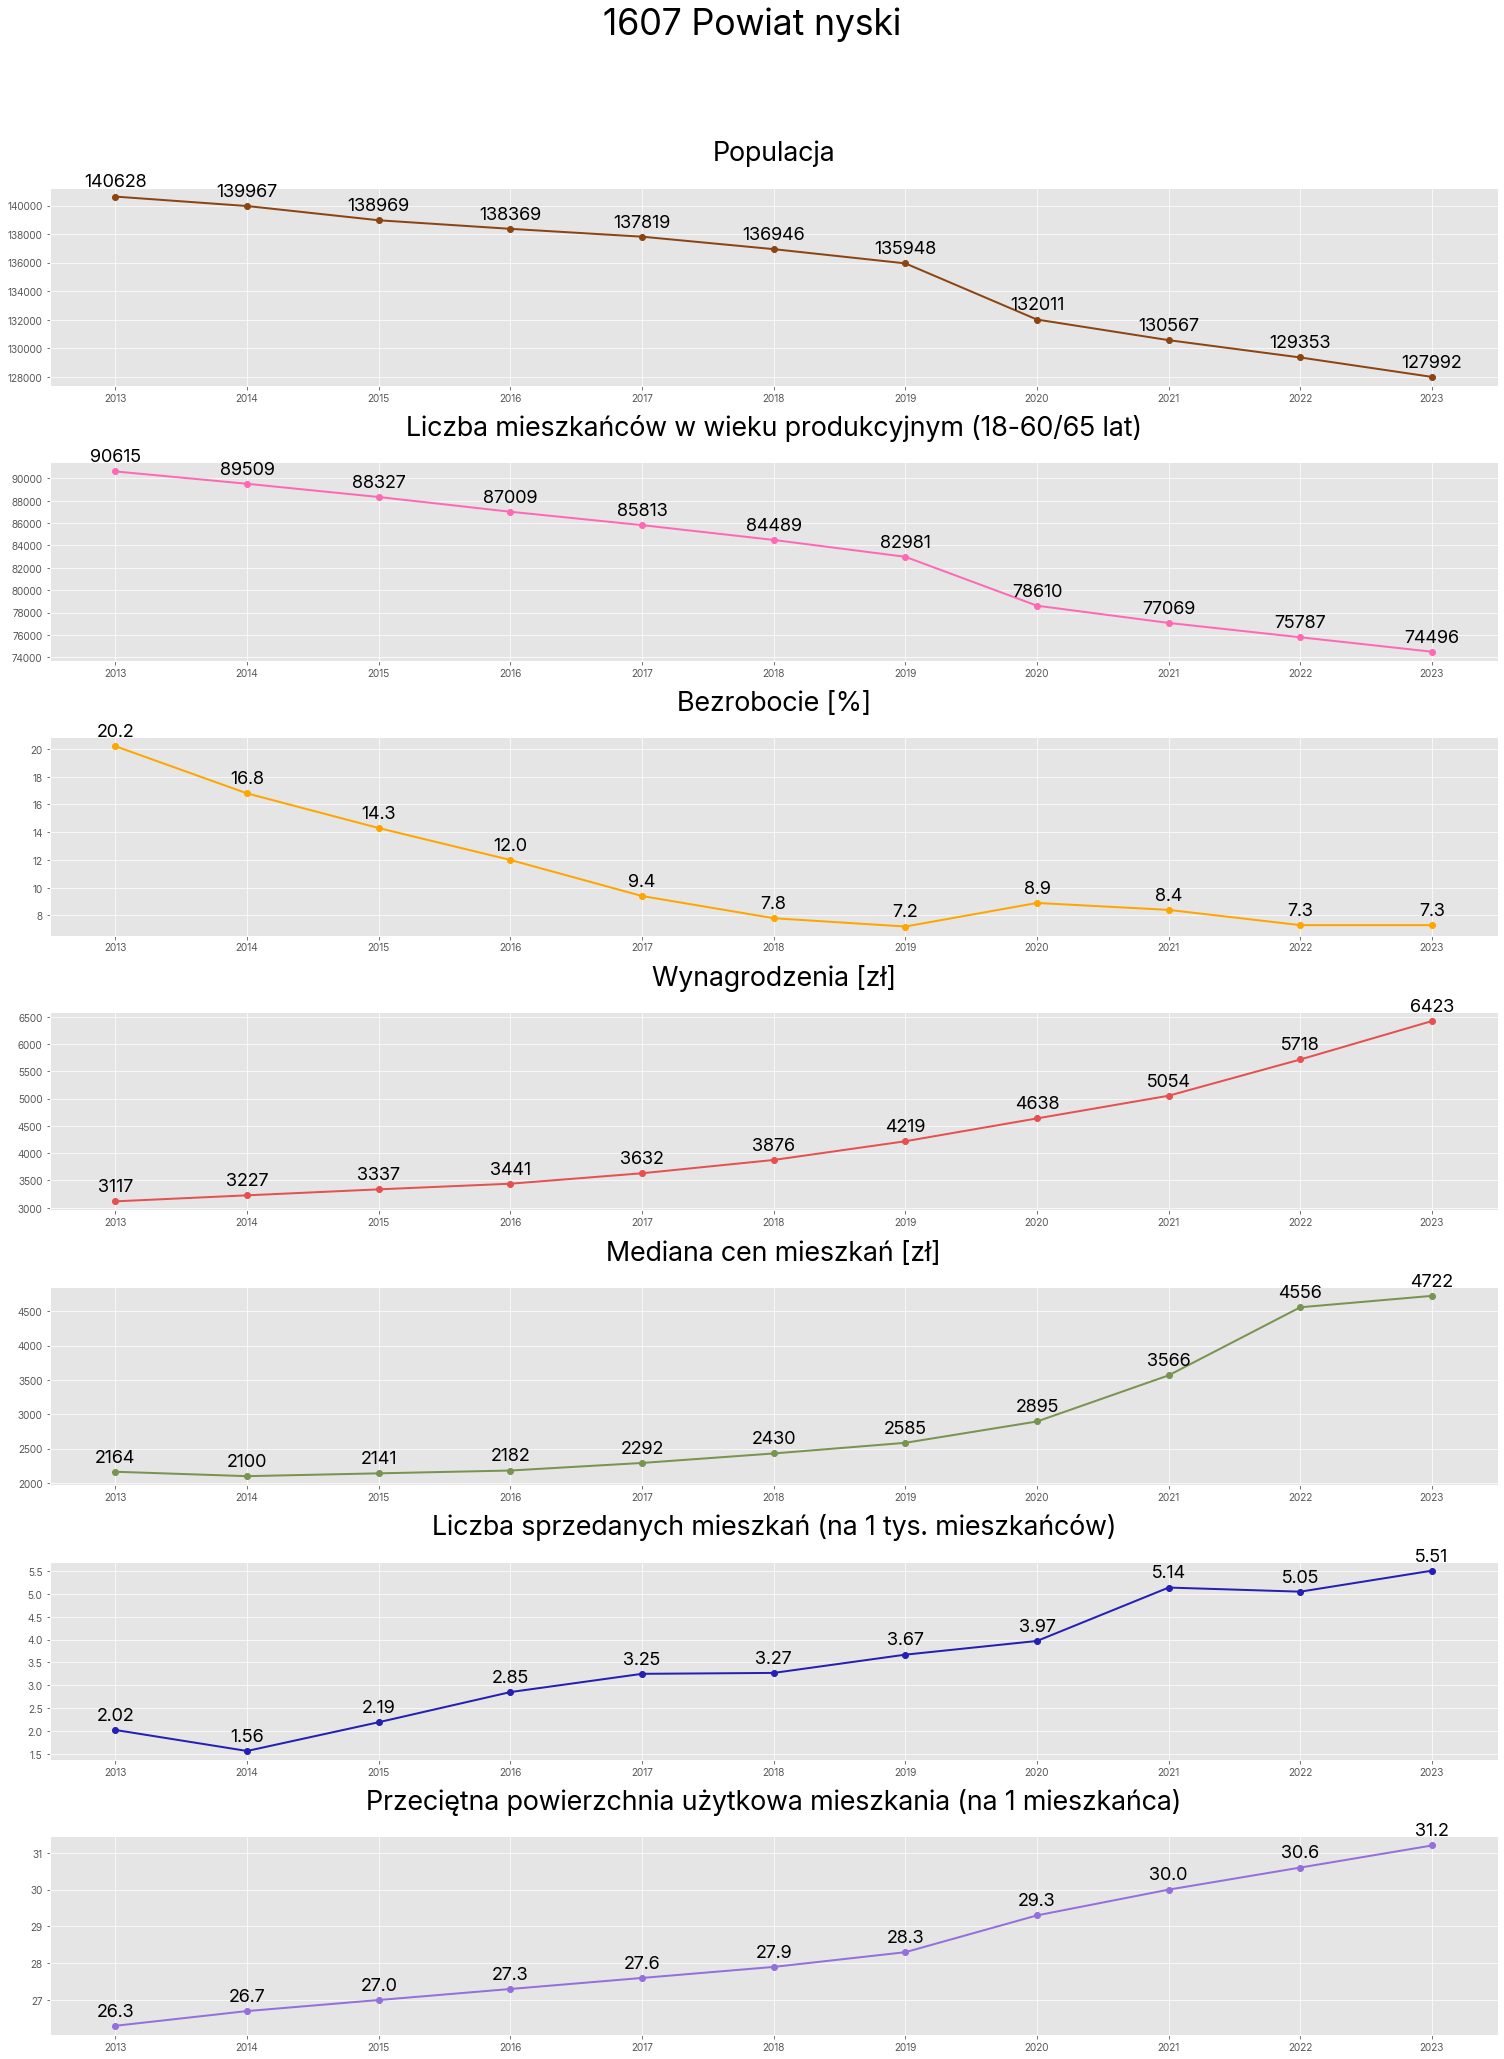 1607 Powiat nyski
Populacja
140628 139967 138969 138369 137819 136946 135948 132011 130567 129353 127992
140000
138000
136000
134000
132000
130000
128000
2013 2014 2015 2016 2017 2018 2019 2020 2021 2022 2023
Liczba mieszkańców w wieku produkcyjnym (18-60/65 lat)
90615 89509 88327 87009 85813 84489 82981 78610 77069 75787 74496
90000
88000
86000
84000
82000
80000
78000
76000
74000
2013 2014 2015 2016 2017 2018 2019 2020 2021 2022 2023
Bezrobocie [%]
20.2 16.8 14.3 12.0 9.4 7.8 7.2 8.9 8.4 7.3 7.3
20
18
16
14
12
10
8
2013 2014 2015 2016 2017 2018 2019 2020 2021 2022 2023
Wynagrodzenia [zł]
3117 3227 3337 3441 3632 3876 4219 4638 5054 5718 6423
6500
6000
5500
5000
4500
4000
3500
3000
2013 2014 2015 2016 2017 2018 2019 2020 2021 2022 2023
Mediana cen mieszkań [zł]
2164 2100 2141 2182 2292 2430 2585 2895 3566 4556 4722
4500
4000
3500
3000
2500
2000
2013 2014 2015 2016 2017 2018 2019 2020 2021 2022 2023
Liczba sprzedanych mieszkań (na 1 tys. mieszkańców)
2.02 1.56 2.19 2.85 3.25 3.27 3.67 3.97 5.14 5.05 5.51
5.5
5.0
4.5
4.0
3.5
3.0
2.5
2.0
1.5
2013 2014 2015 2016 2017 2018 2019 2020 2021 2022 2023
Przeciętna powierzchnia użytkowa mieszkania (na 1 mieszkańca)
26.3 26.7 27.0 27.3 27.6 27.9 28.3 29.3 30.0 30.6 31.2
31
30
29
28
27
2013 2014 2015 2016 2017 2018 2019 2020 2021 2022 2023